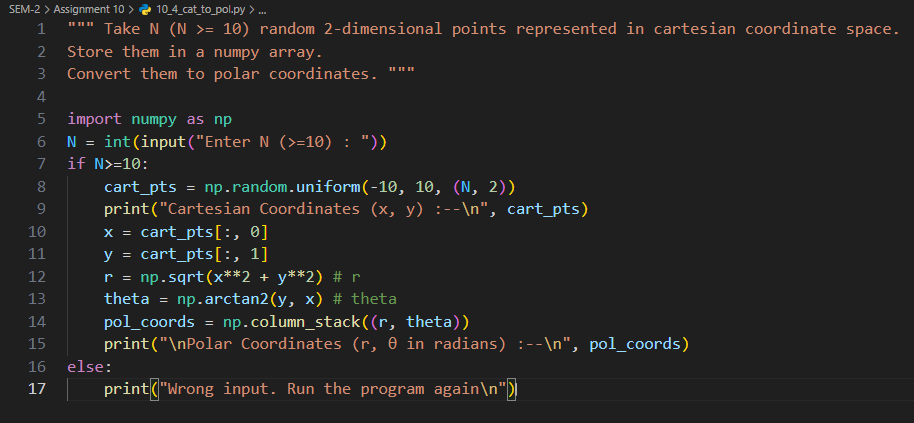 SEM-2 > Assignment 10 > 10_4_cat_to_pol.py > ...
1 """ Take N (N >= 10) random 2-dimensional points represented in cartesian coordinate space.
2 Store them in a numpy array.
3 Convert them to polar coordinates. """
4
5 import numpy as np
6 N = int(input("Enter N (>=10) : "))
7 if N>=10:
8     cart_pts = np.random.uniform(-10, 10, (N, 2))
9     print("Cartesian Coordinates (x, y) :--\n", cart_pts)
10     x = cart_pts[:, 0]
11     y = cart_pts[:, 1]
12     r = np.sqrt(x**2 + y**2) # r
13     theta = np.arctan2(y, x) # theta
14     pol_coords = np.column_stack((r, theta))
15     print("\nPolar Coordinates (r, θ in radians) :--\n", pol_coords)
16 else:
17     print("Wrong input. Run the program again\n")